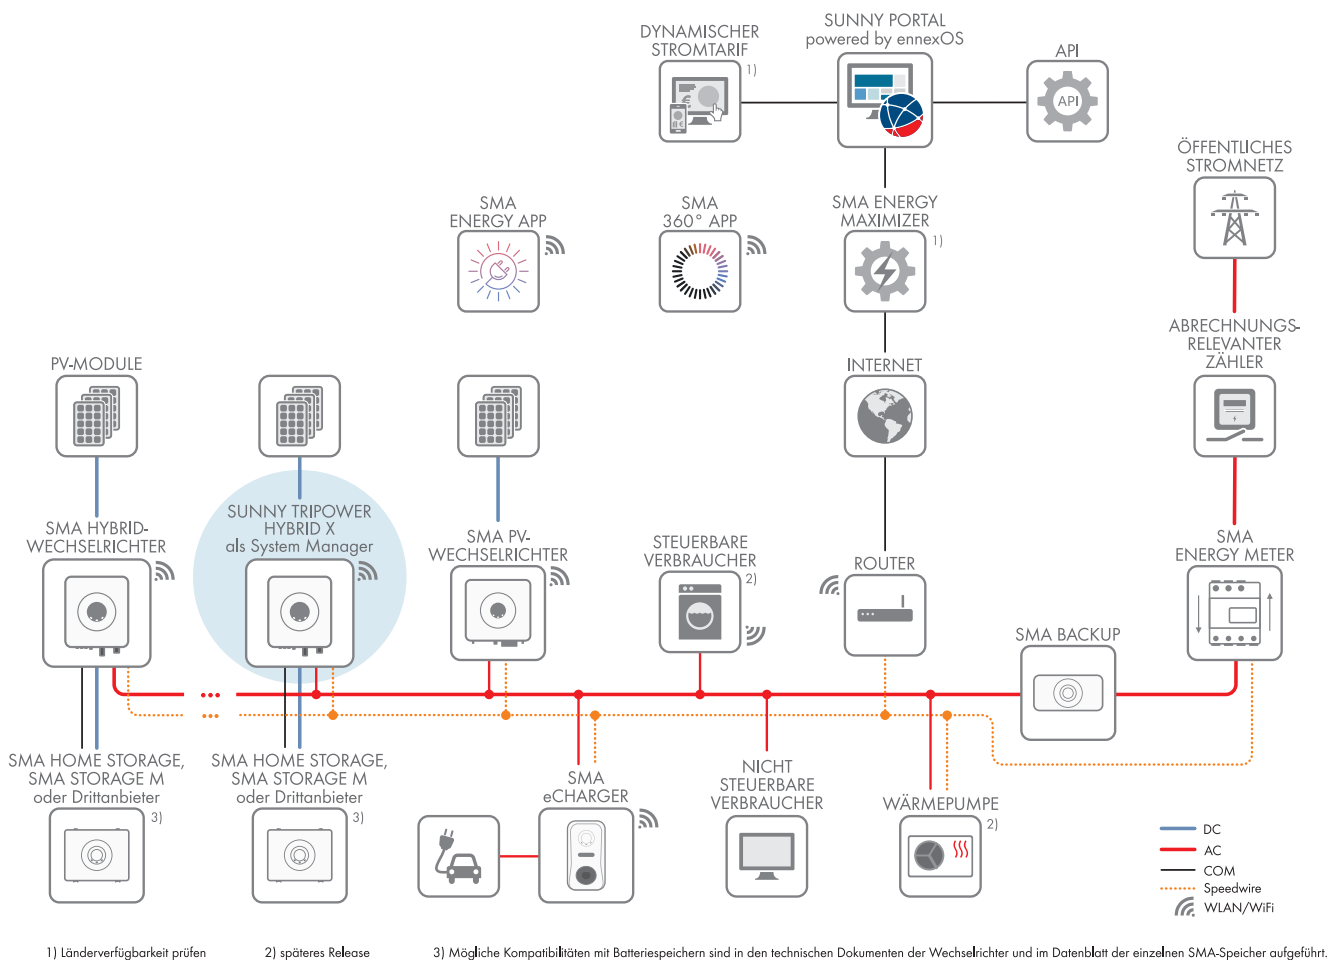 DYNAMISCHER
STROMTARIF
1)
SUNNY PORTAL
powered by ennexOS
API
API
ÖFFENTLICHES
STROMNETZ
SMA
ENERGY APP
SMA
360° APP
SMA ENERGY
MAXIMIZER
1)
ABRECHNUNGS-
RELEVANTER
ZÄHLER
PV-MODULE
INTERNET
SMA HYBRID-
WECHSELRICHTER
SUNNY TRIPOWER
HYBRID X
als System Manager
SMA PV-
WECHSELRICHTER
STEUERBARE
VERBRAUCHER
2)
ROUTER
SMA
ENERGY METER
SMA BACKUP
SMA HOME STORAGE,
SMA STORAGE M
oder Drittanbieter
3)
SMA HOME STORAGE,
SMA STORAGE M
oder Drittanbieter
3)
SMA
eCHARGER
NICHT
STEUERBARE
VERBRAUCHER
WÄRMEPUMPE
2)
DC
AC
COM
Speedwire
WLAN/WiFi
1) Länderverfügbarkeit prüfen
2) späteres Release
3) Mögliche Kompatibilitäten mit Batteriespeichern sind in den technischen Dokumenten der Wechselrichter und im Datenblatt der einzelnen SMA-Speicher aufgeführt.